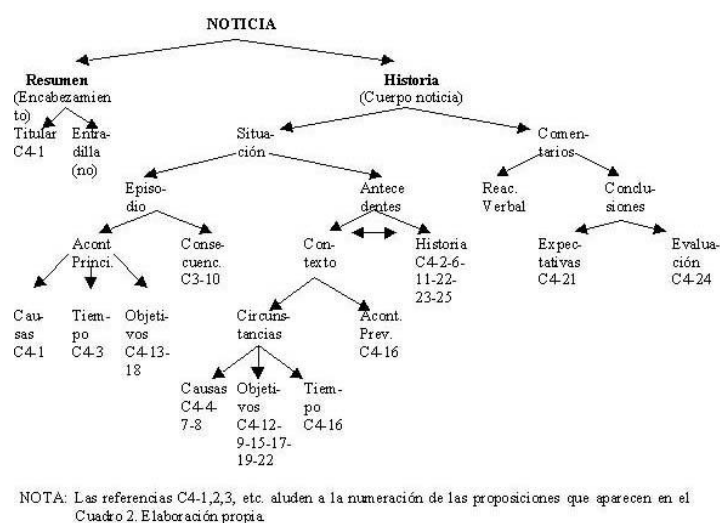 NOTICIA
Resumen
(Encabezamien
to)
Historia
(Cuerpo noticia)
Titular
C4-1
Entra-
dilla
(no)
Situa-
ción
Comen-
tarios
Episo-
dio
Antece
dentes
Reac.
Verbal
Conclu-
siones
Acont
Princi.
Conse-
cuenc.
C3-10
Con-
texto
Historia
C4-2-6-
11-22-
23-25
Expec-
tativas
C4-21
Evalua-
ción
C4-24
Cau-
sas
C4-1
Tiem-
po
C4-3
Objeti-
vos
C4-13-
18
Circuns-
tancias
Acont.
Prev.
C4-16
Causas
C4-4-
7-8
Objeti-
vos
C4-12-
9-15-17-
19-22
Tiem-
po
C4-16
NOTA: Las referencias C4-1,2,3, etc. aluden a la numeración de las proposiciones que aparecen en el
Cuadro 2. Elaboración propia